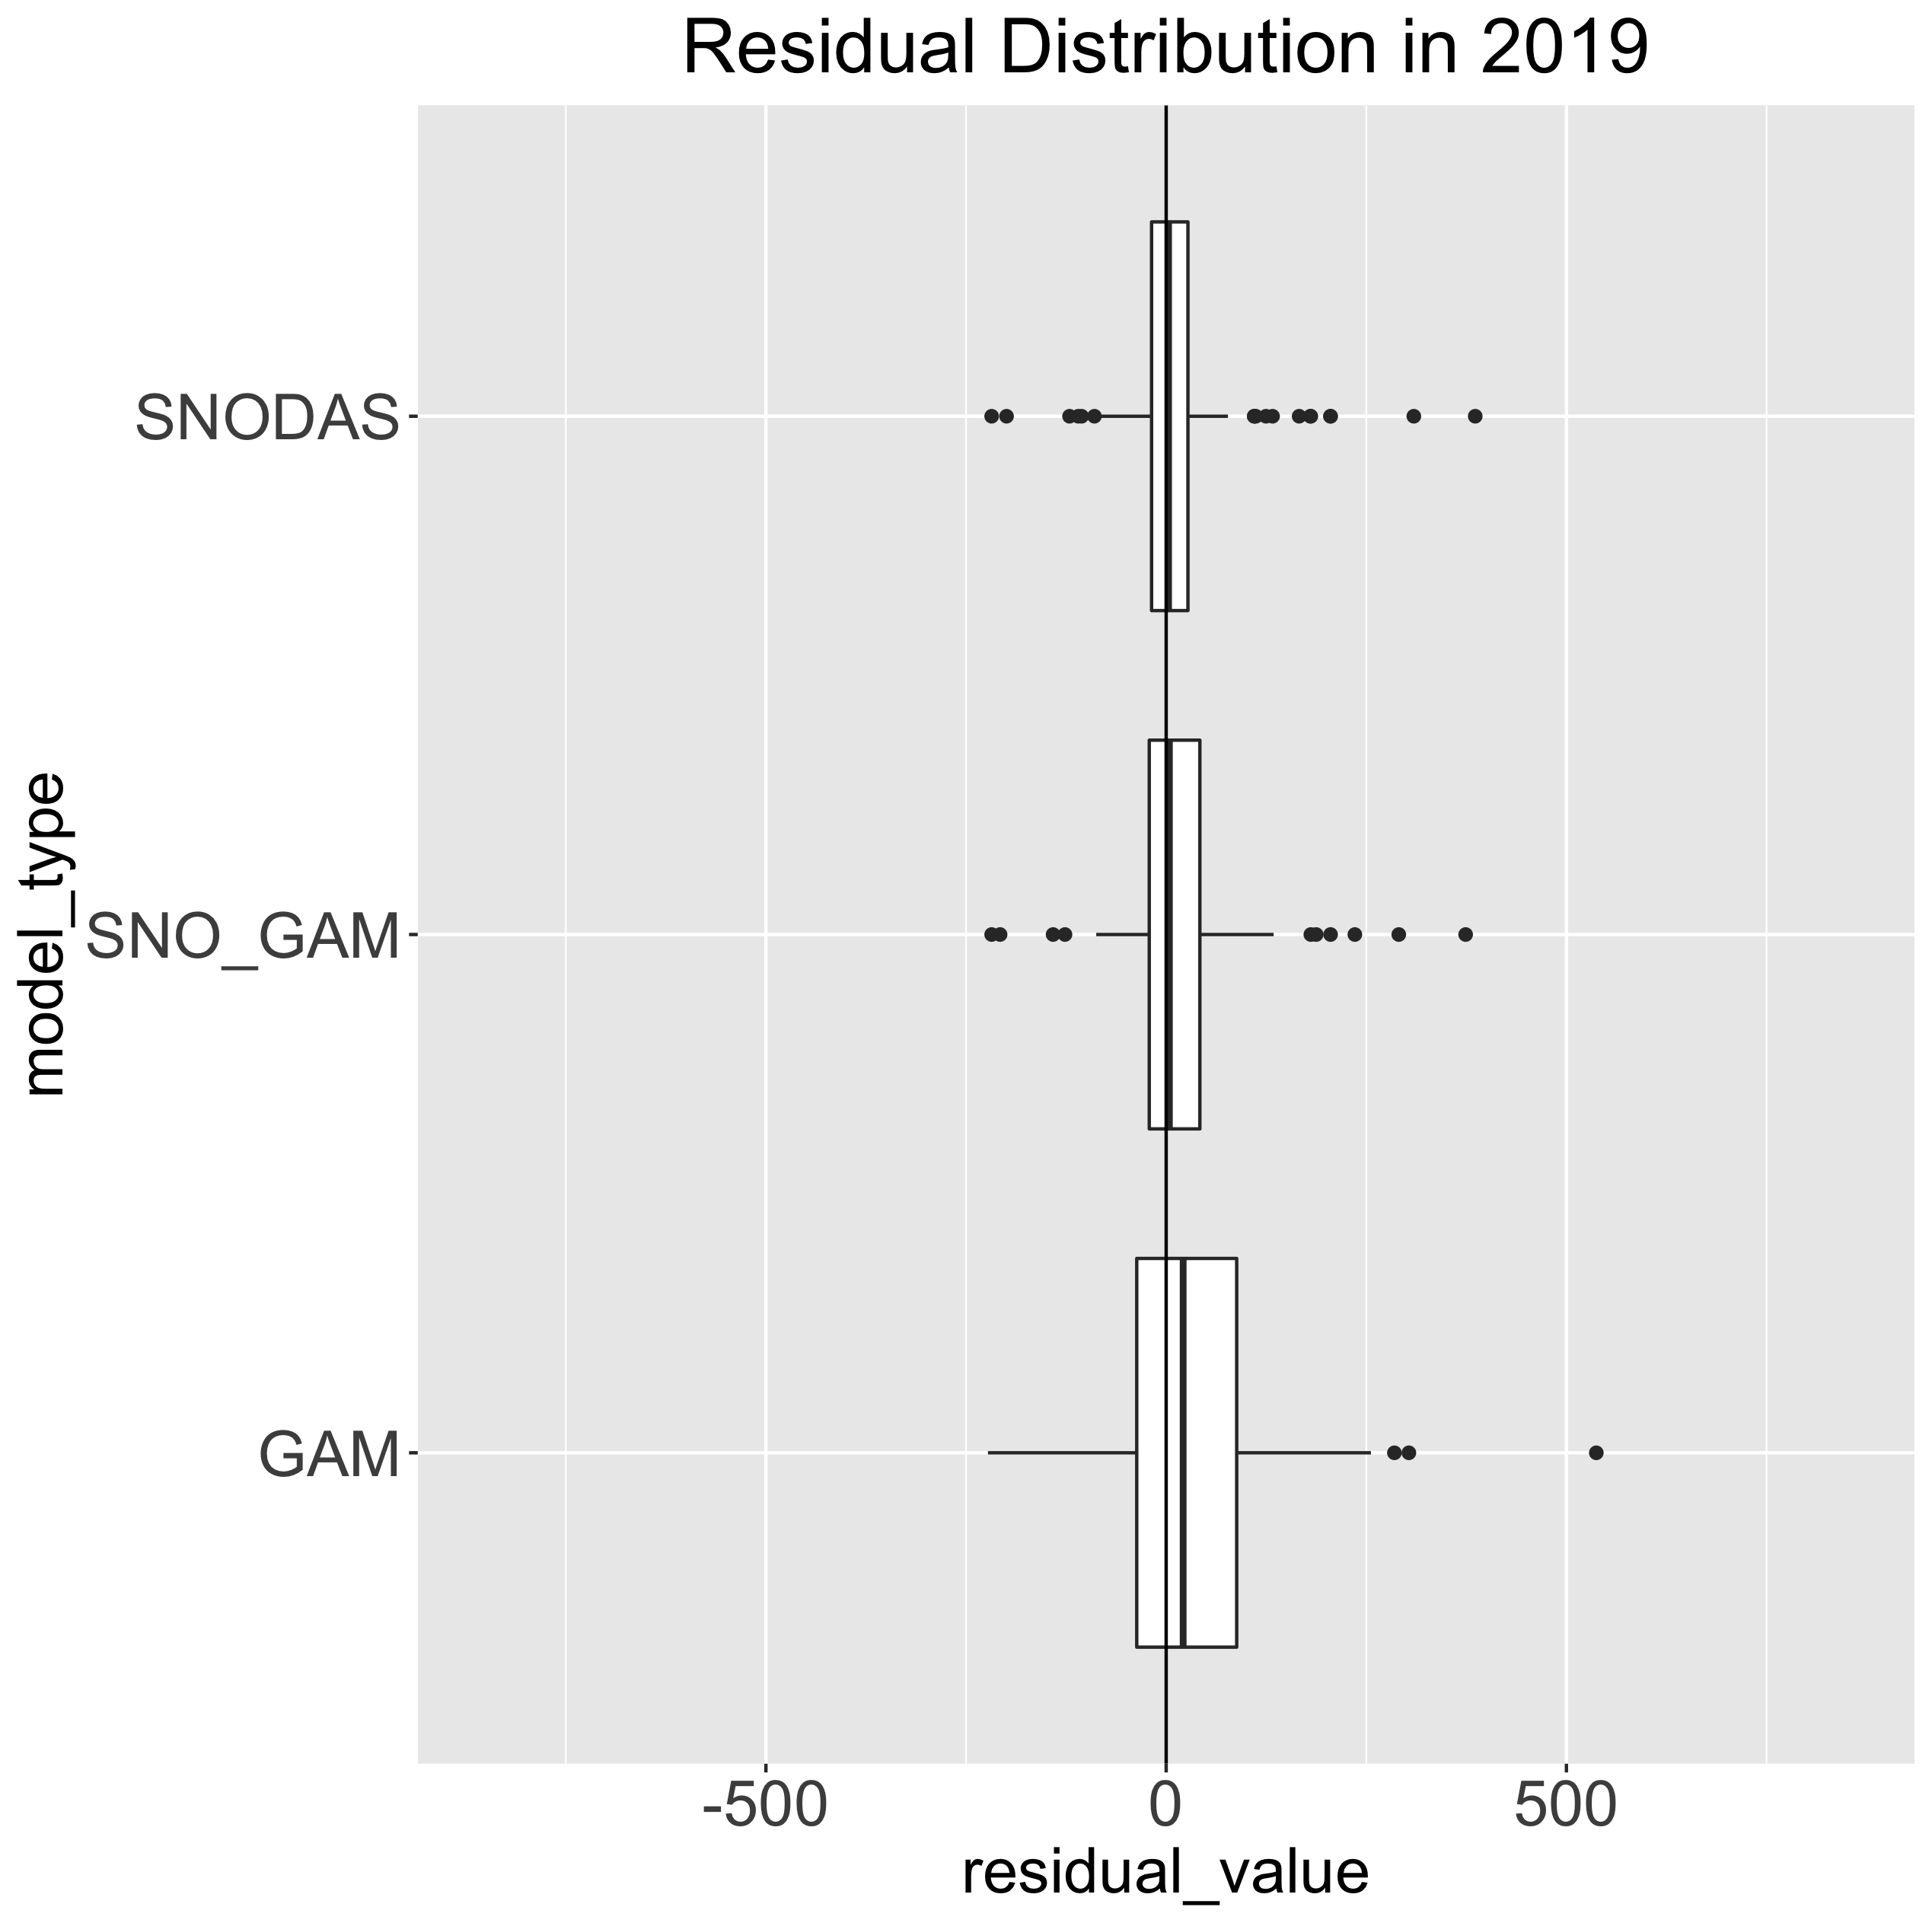 Residual Distribution in 2019
model_type
SNODAS
SNO_GAM
GAM
-500 0 500
residual_value